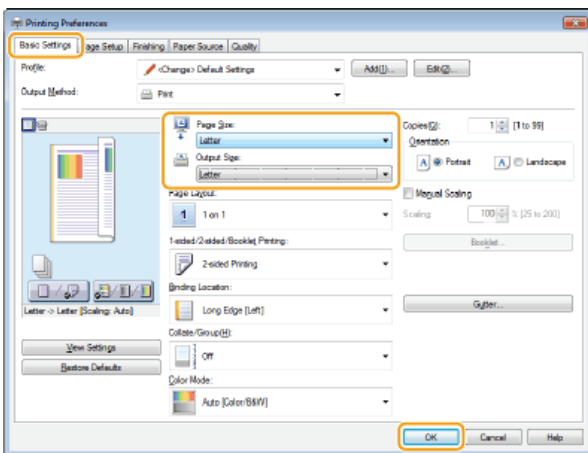 Printing Preferences
Basic Settings Page Setup Finishing Paper Source Quality
Profile: <Change> Default Settings Add(1)... Edit(2)...
Output Method: Print
Page Size:
Letter
Output Size:
Letter
Copies(Q): 1 [1 to 99]
Orientation
A Portrait A Landscape
Page Layout:
1 1 on 1
Manual Scaling
Scaling: 100 % [25 to 200]
1-sided/2-sided/Booklet Printing:
2-sided Printing
Booklet...
Binding Location:
Long Edge [Left]
Gutter...
Letter -> Letter [Scaling: Auto]
Collate/Group(H):
Off
View Settings
Restore Defaults
Color Mode:
Auto [Color/B&W]
OK Cancel Help